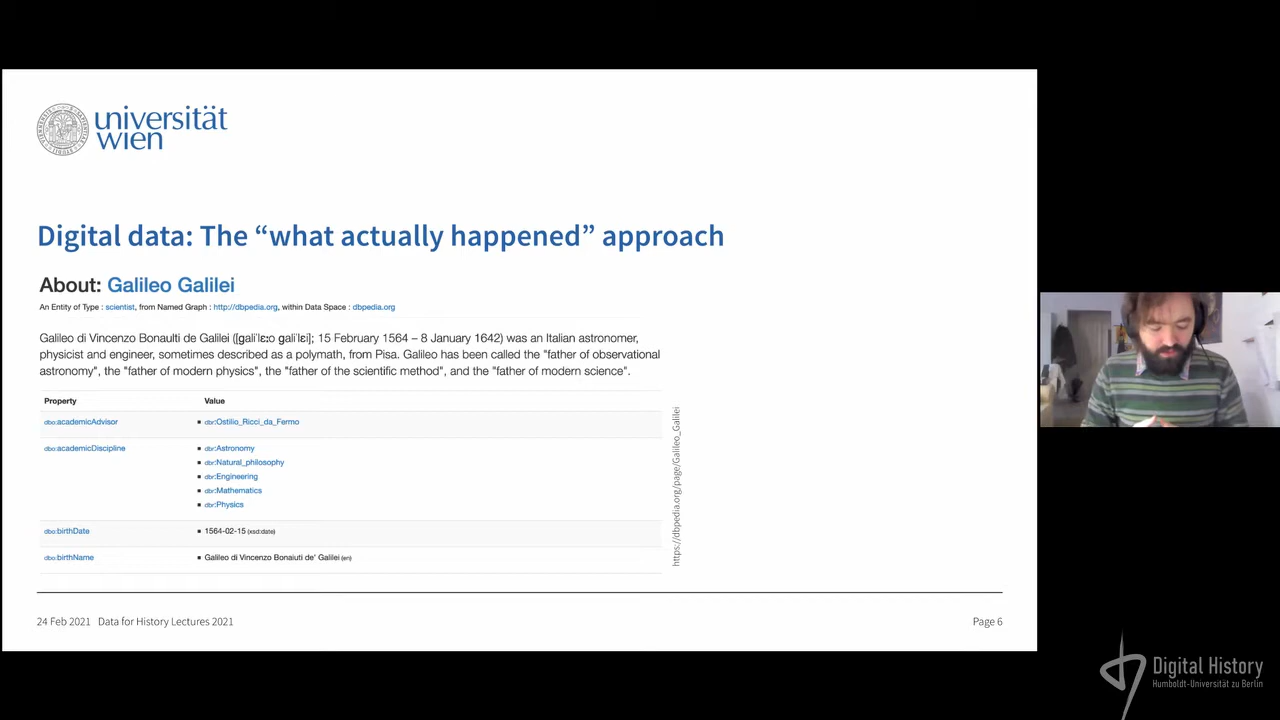 universität
wien
Digital data: The “what actually happened” approach
About: Galileo Galilei
An Entity of Type : scientist, from Named Graph : http://dbpedia.org, within Data Space : dbpedia.org
Galileo di Vincenzo Bonaulti de Galilei ([ɡaliˈlɛːo ɡaliˈlɛi]; 15 February 1564 – 8 January 1642) was an Italian astronomer,
physicist and engineer, sometimes described as a polymath, from Pisa. Galileo has been called the "father of observational
astronomy", the "father of modern physics", the "father of the scientific method", and the "father of modern science".
Property Value
dbo:academicAdvisor ▪ dbr:Ostilio_Ricci_da_Fermo
dbo:academicDiscipline ▪ dbr:Astronomy
▪ dbr:Natural_philosophy
▪ dbr:Engineering
▪ dbr:Mathematics
▪ dbr:Physics
dbo:birthDate ▪ 1564-02-15 (xsd:date)
dbo:birthName ▪ Galileo di Vincenzo Bonaiuti de' Galilei (en)
https://dbpedia.org/page/Galileo_Galilei
24 Feb 2021 Data for History Lectures 2021 Page 6
Digital History
Humboldt-Universität zu Berlin